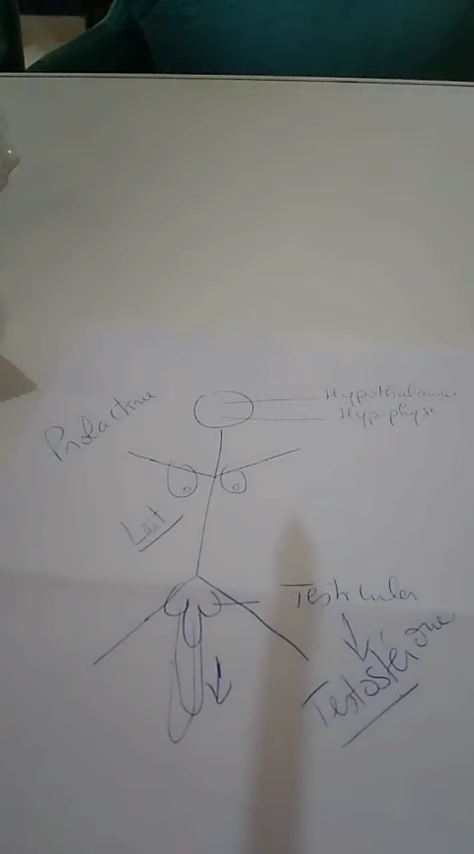 Hypothalamus
Hypophyse
Prolactine
Lait
Testicules
Testostérone